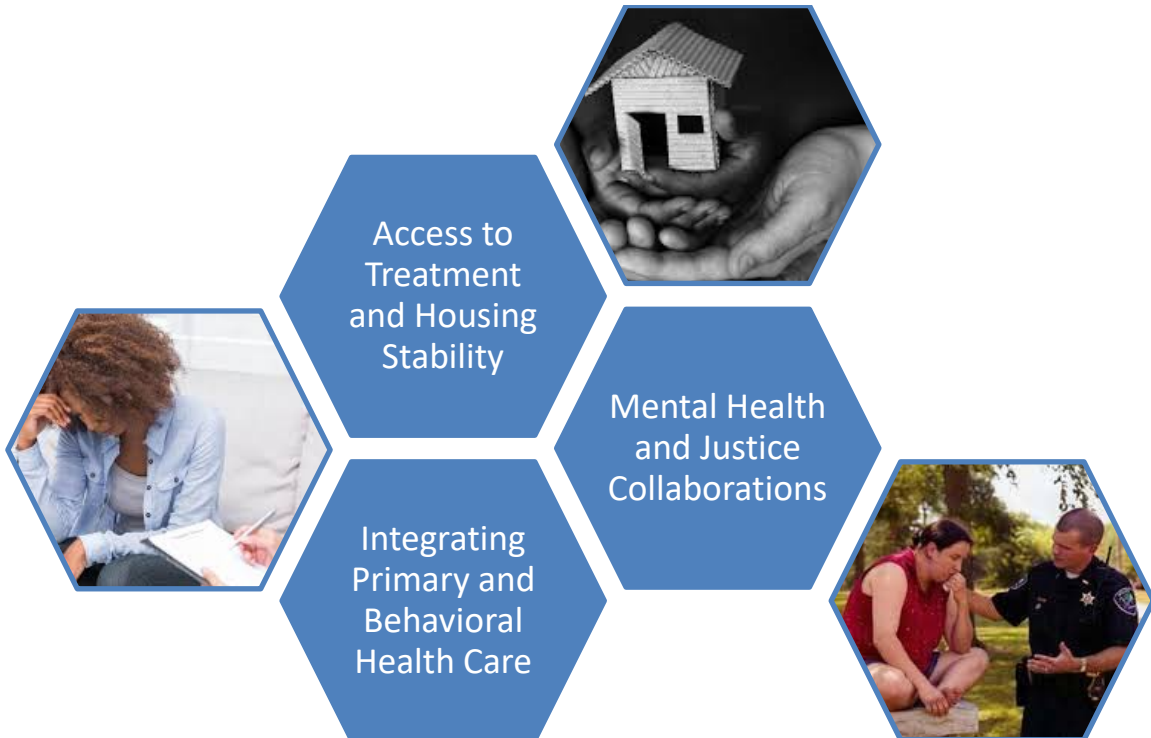 Access to
Treatment
and Housing
Stability
Mental Health
and Justice
Collaborations
Integrating
Primary and
Behavioral
Health Care